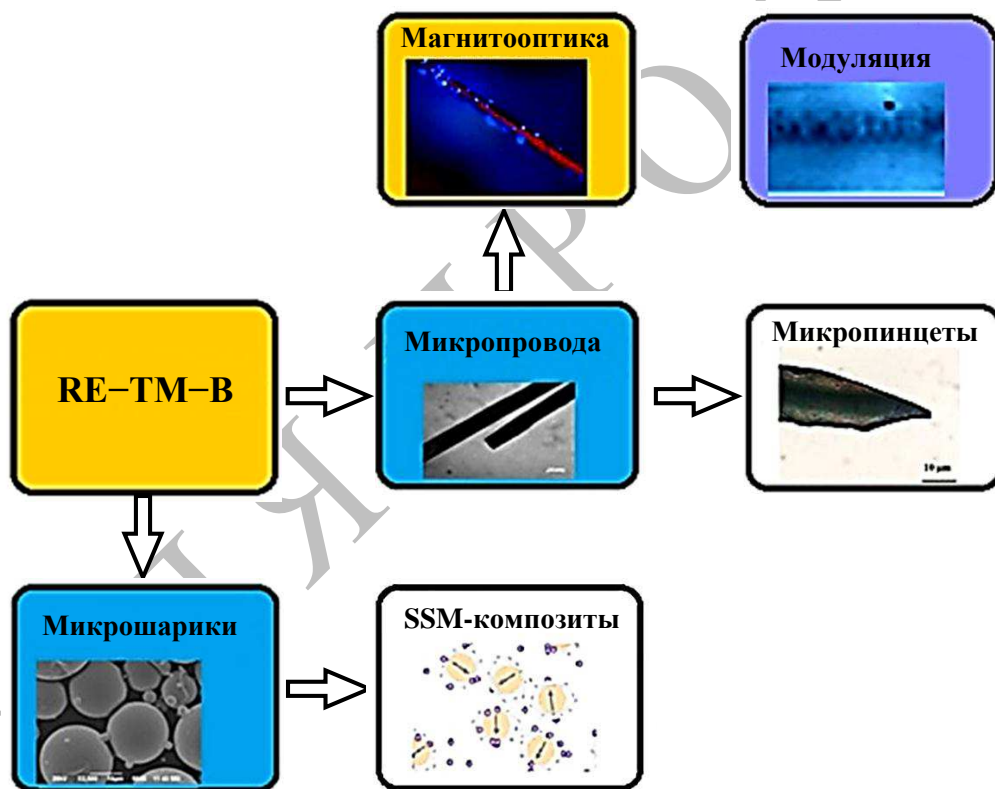 Магнитооптика
Модуляция
RE−TM−B
Микропровода
Микропинцеты
10 μm
Микрошарики
SSM-композиты